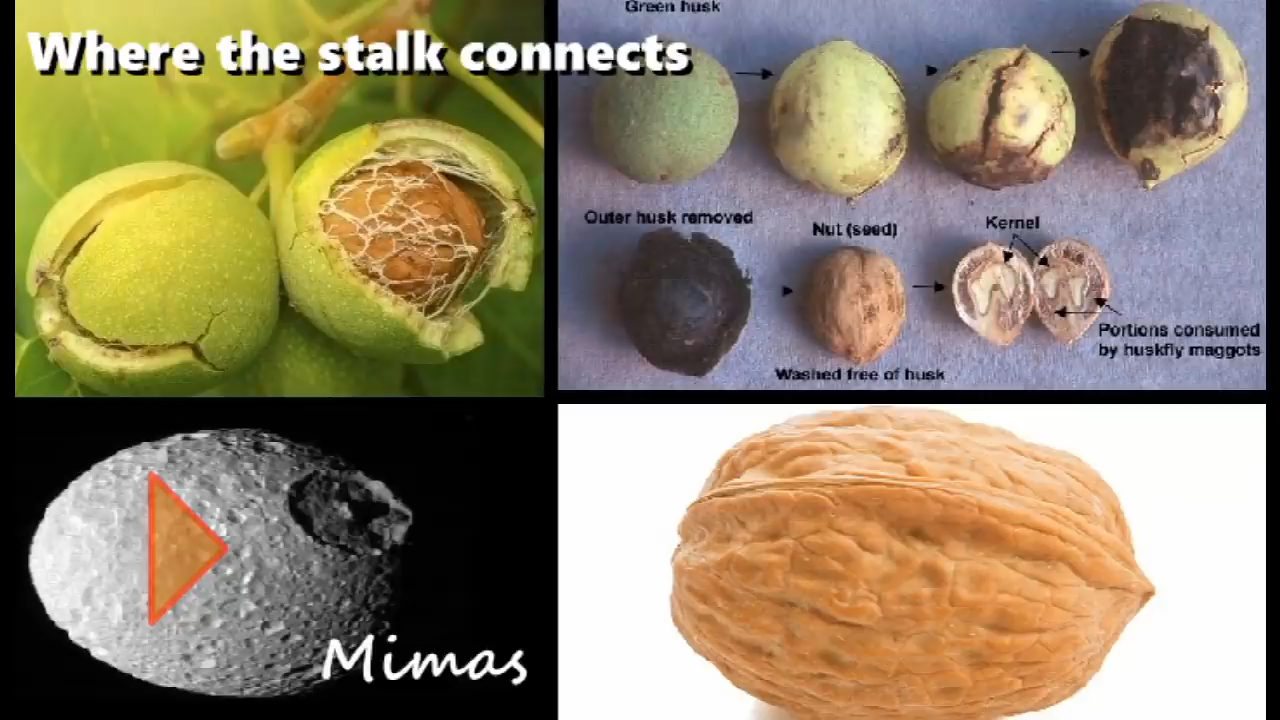 Where the stalk connects
Green husk
Outer husk removed
Nut (seed)
Kernel
Portions consumed
by huskfly maggots
Washed free of husk
Mimas